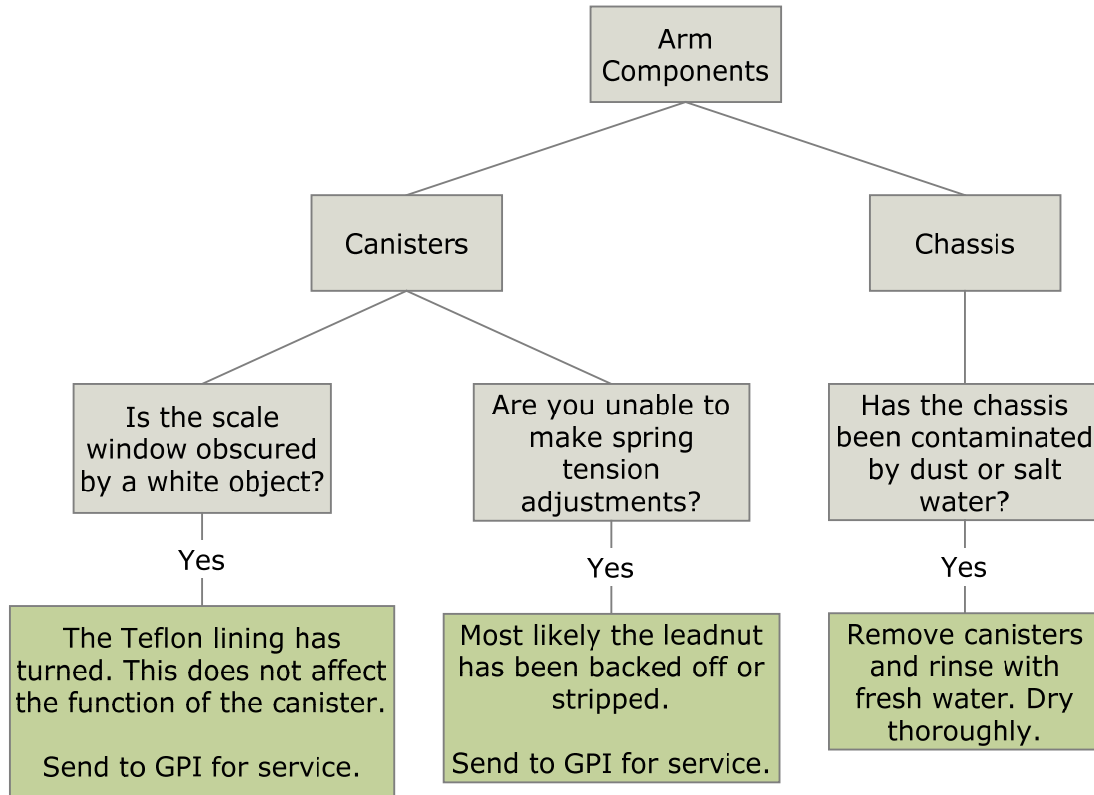 Arm
Components
Canisters
Chassis
Is the scale
window obscured
by a white object?
Are you unable to
make spring
tension
adjustments?
Has the chassis
been contaminated
by dust or salt
water?
Yes
Yes
Yes
The Teflon lining has
turned. This does not affect
the function of the canister.
Send to GPI for service.
Most likely the leadnut
has been backed off or
stripped.
Send to GPI for service.
Remove canisters
and rinse with
fresh water. Dry
thoroughly.